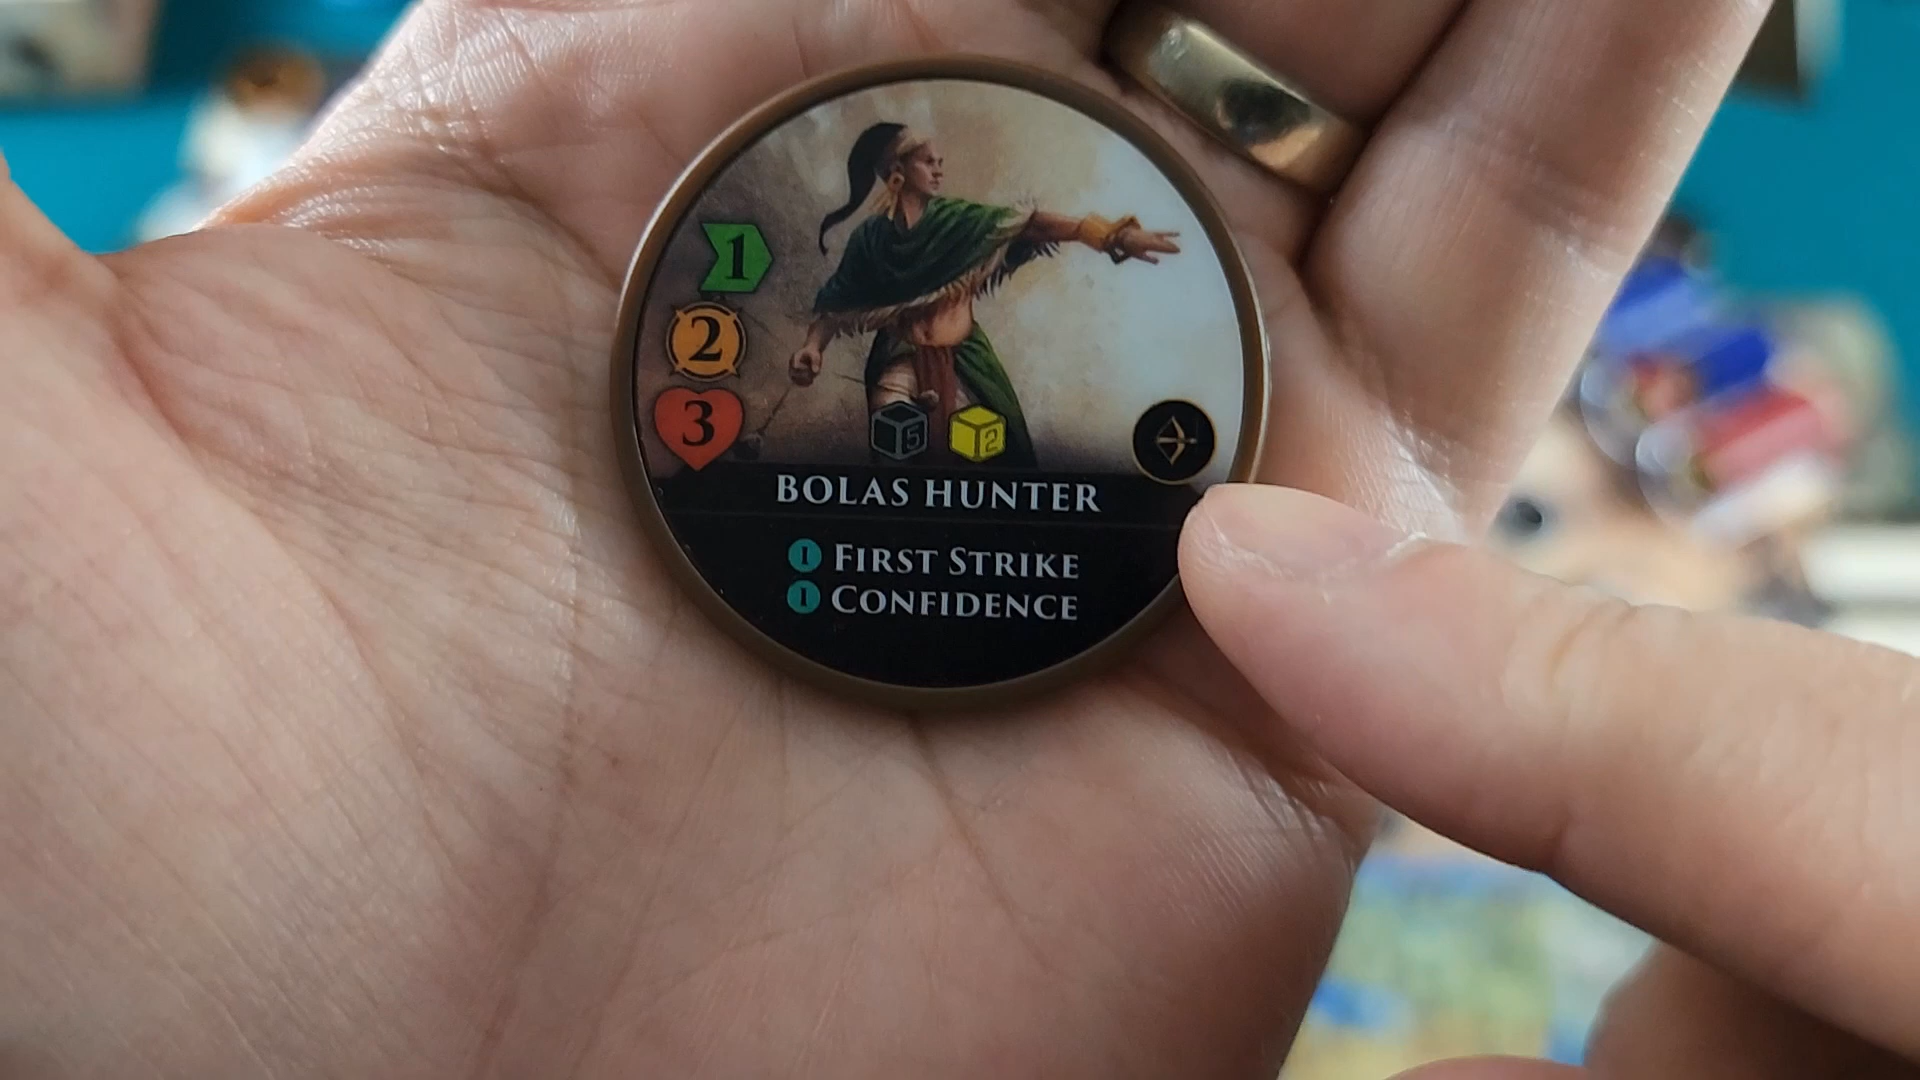 1
2
3
5 2
BOLAS HUNTER
1 FIRST STRIKE
1 CONFIDENCE